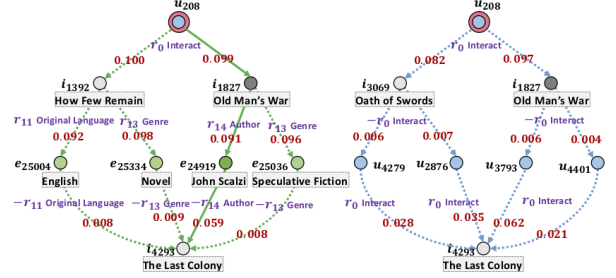 u208
r0 Interact
0.100 0.099
i1392 i1827
How Few Remain Old Man's War
r11 Original Language r13 Genre r14 Author r13 Genre
0.092 0.098 0.091 0.096
e25004 e25334 e24919 e25036
English Novel John Scalzi Speculative Fiction
−r11 Original Language −r13 Genre −r14 Author −r13 Genre
0.008 0.009 0.059 0.008
i4293
The Last Colony
u208
r0 Interact
0.082 0.097
i3069 i1827
Oath of Swords Old Man's War
−r0 Interact −r0 Interact
0.006 0.007 0.006 0.004
u4279 u2876 u3793 u4401
r0 Interact r0 Interact
0.028 0.035 0.062 0.021
i4293
The Last Colony